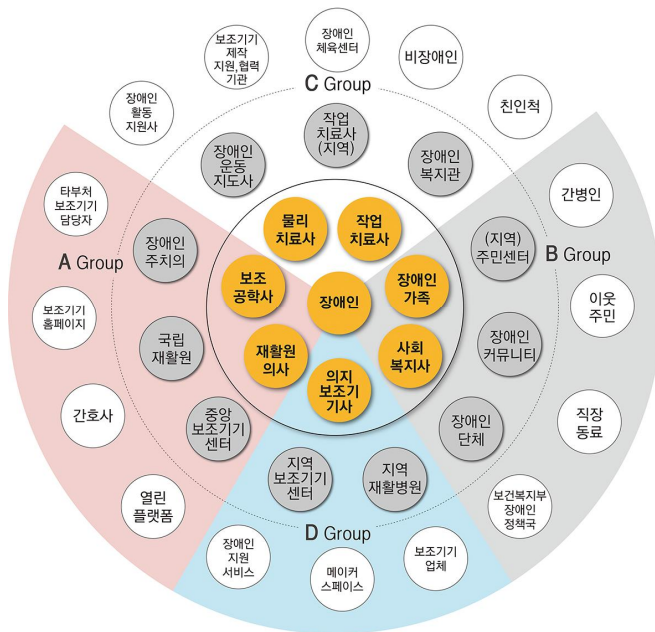 장애인
체육센터
보조기기
제작
지원,협력
기관
비장애인
친인척
장애인
활동
지원사
C Group
작업
치료사
(지역)
장애인
운동
지도사
장애인
복지관
타부처
보조기기
담당자
간병인
A Group
장애인
주치의
물리
치료사
작업
치료사
(지역)
주민센터
B Group
보조
공학사
장애인
장애인
가족
보조기기
홈페이지
국립
재활원
재활원
의사
의지
보조기기
기사
사회
복지사
장애인
커뮤니티
이웃
주민
간호사
중앙
보조기기
센터
장애인
단체
직장
동료
지역
보조기기
센터
지역
재활병원
열린
플랫폼
보건복지부
장애인
정책국
D Group
장애인
지원
서비스
메이커
스페이스
보조기기
업체